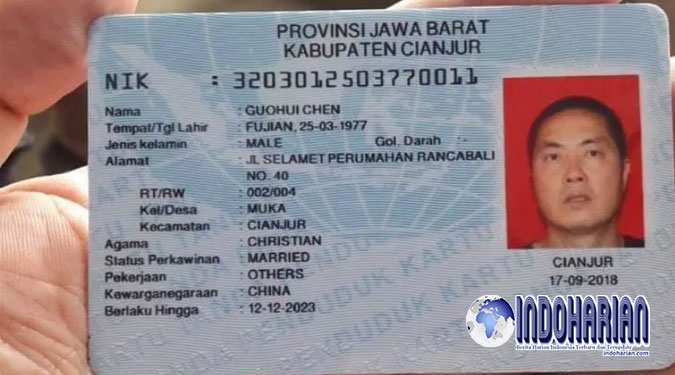 PROVINSI JAWA BARAT
KABUPATEN CIANJUR
NIK : 3203012503770011
Nama : GUOHUI CHEN
Tempat/Tgl Lahir : FUJIAN, 25-03-1977
Jenis kelamin : MALE Gol. Darah :-
Alamat : JL SELAMET PERUMAHAN RANCABALI
NO. 40
RT/RW : 002/004
Kel/Desa : MUKA
Kecamatan : CIANJUR
Agama : CHRISTIAN
Status Perkawinan : MARRIED
Pekerjaan : OTHERS
Kewarganegaraan : CHINA
Berlaku Hingga : 12-12-2023
CIANJUR
17-09-2018
INDOHARIAN
Berita Harian Indonesia Terbaru dan Terupdate
indoharian.com